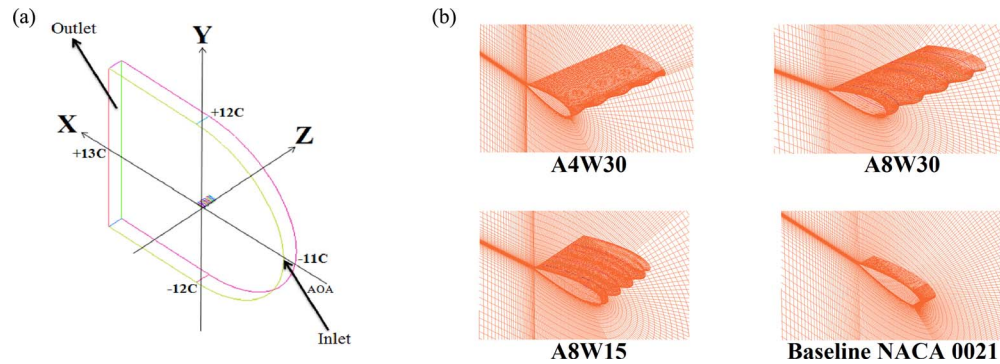 (a)
Outlet
Y
+12C
X
Z
+13C
-11C
-12C
AOA
Inlet
(b)
A4W30
A8W30
A8W15
Baseline NACA 0021